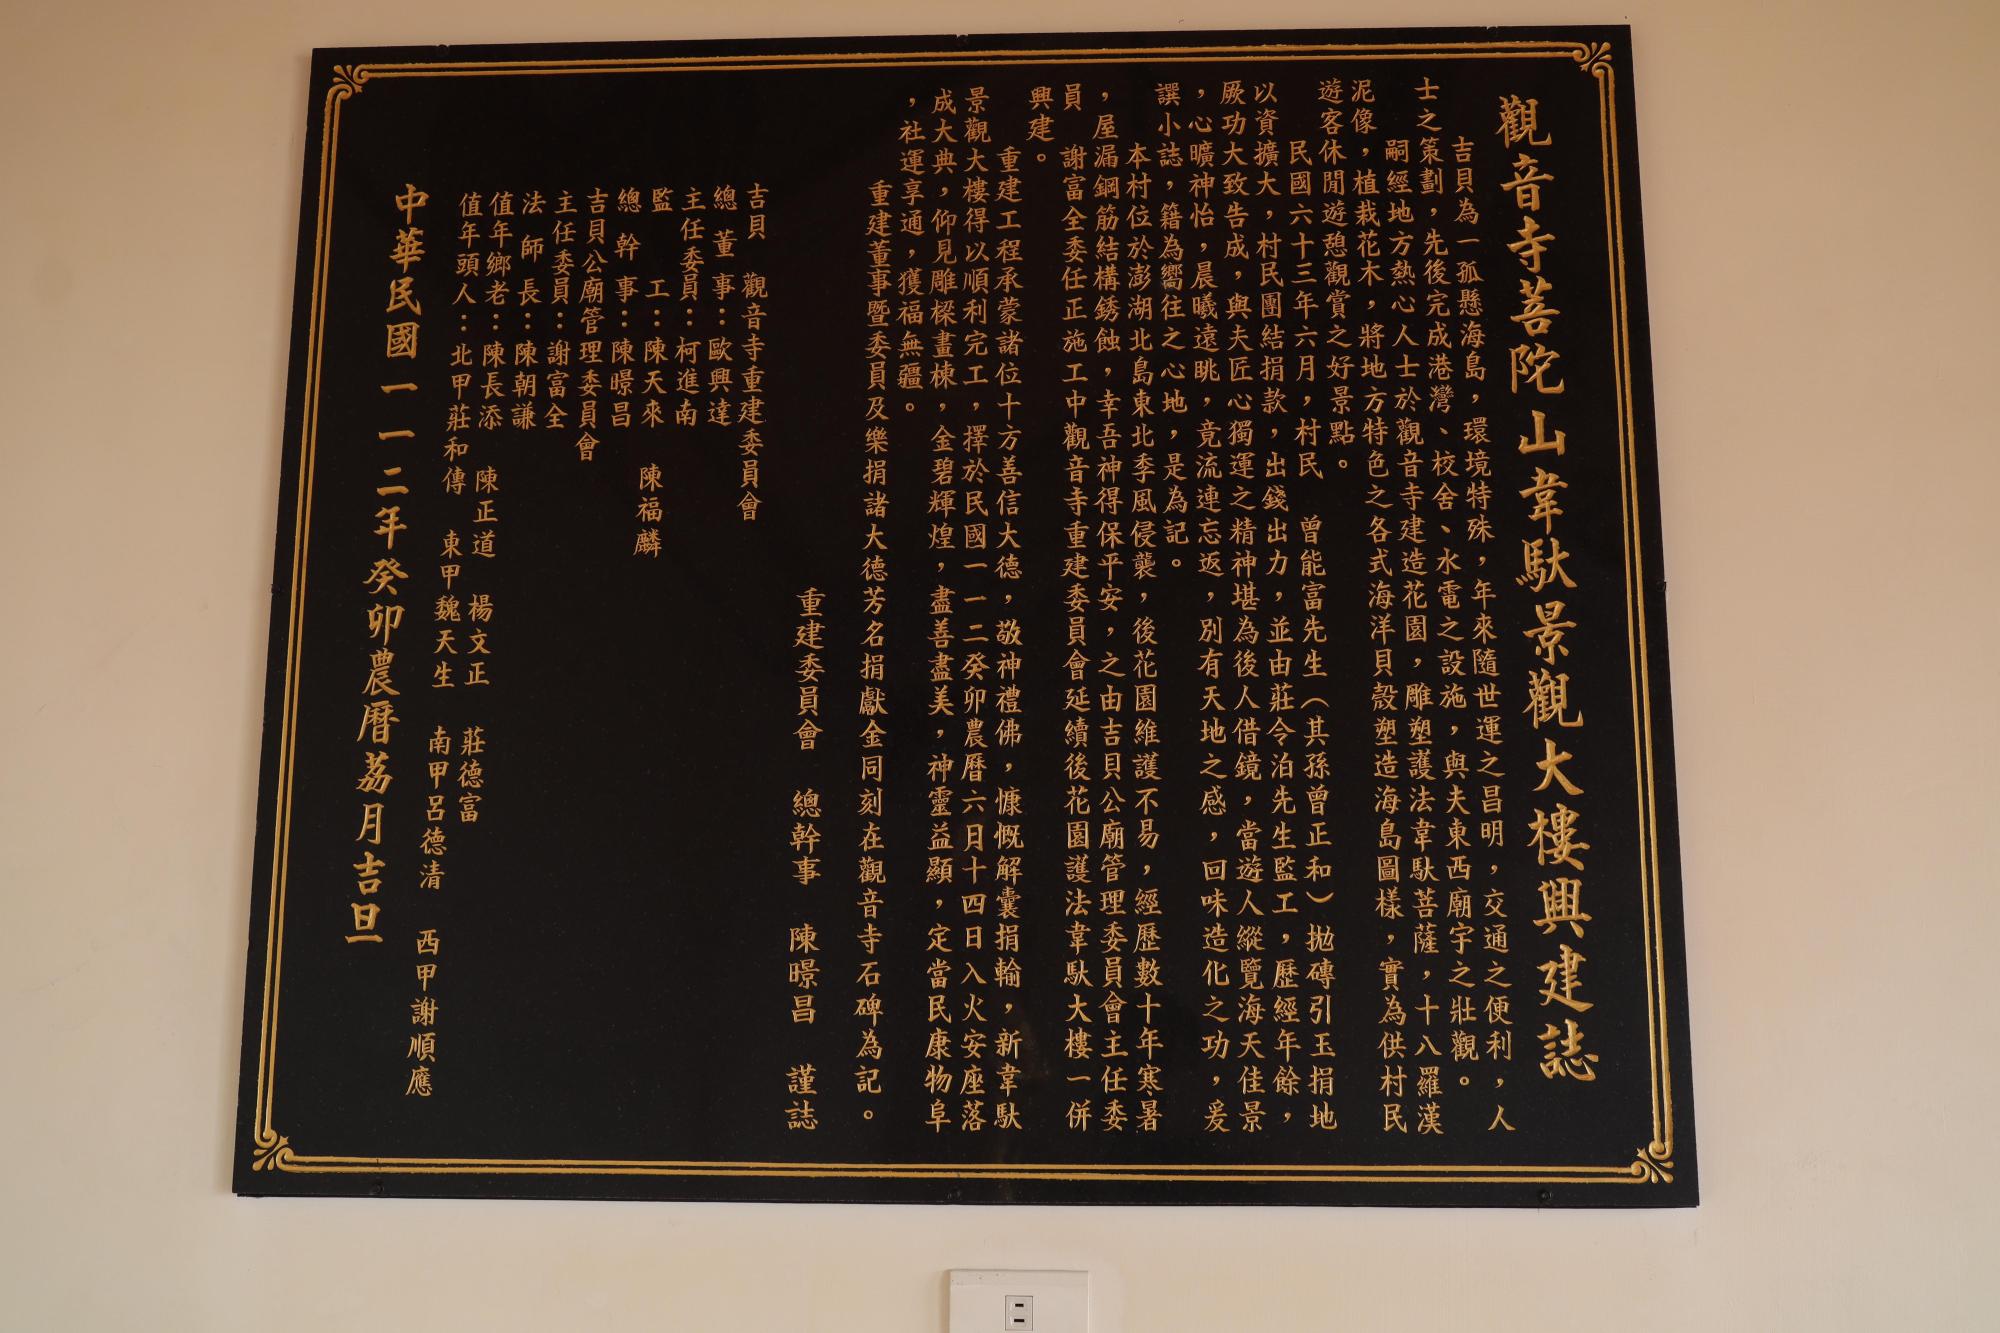 觀音寺菩陀山韋馱景觀大樓興建誌
吉貝為一孤懸海島，環境特殊，年來隨世運之昌明，交通之便利，人
士之策劃，先後完成港灣、校舍、水電之設施，與夫東西廟宇之壯觀。
嗣經地方熱心人士於觀音寺建造花園，雕塑護法韋馱菩薩，十八羅漢
泥像，植栽花木，將地方特色之各式海洋貝殼塑造海島圖樣，實為供村民
遊客休閒遊憩觀賞之好景點。
民國六十三年六月，村民　曾能富先生（其孫曾正和）拋磚引玉捐地
以資擴大，村民團結捐款，出錢出力，並由莊令泊先生監工，歷經年餘，
厥功大致告成，與夫匠心獨運之精神堪為後人借鏡，當遊人縱覽海天佳景
，心曠神怡，晨曦遠眺，竟流連忘返，別有天地之感，回味造化之功，爰
譔小誌，籍為嚮往之心地，是為記。
本村位於澎湖北島東北季風侵襲，後花園維護不易，經歷數十年寒暑
，屋漏鋼筋結構銹蝕，幸吾神得保平安，之由吉貝公廟管理委員會主任委
員　謝富全委任正施工中觀音寺重建委員會延續後花園護法韋馱大樓一併
興建。
重建工程承蒙諸位十方善信大德，敬神禮佛，慷慨解囊捐輸，新韋馱
景觀大樓得以順利完工，擇於民國一一二癸卯農曆六月十四日入火安座落
成大典，仰見雕樑畫棟，金碧輝煌，盡善盡美，神靈益顯，定當民康物阜
，社運享通，獲福無疆。
重建董事暨委員及樂捐諸大德芳名捐獻金同刻在觀音寺石碑為記。
重建委員會　總幹事　陳暻昌　謹誌
吉貝　觀音寺重建委員會
總董事：歐興達
主任委員：柯進南
監工：陳天來　陳福麟
總幹事：陳暻昌
吉貝公廟管理委員會
主任委員：謝富全
法師長：陳朝謙
值年鄉老：陳長添　陳正道　楊文正　莊德富
值年頭人：北甲莊和傳　東甲魏天生　南甲呂德清　西甲謝順應
中華民國一一二年癸卯農曆荔月吉旦